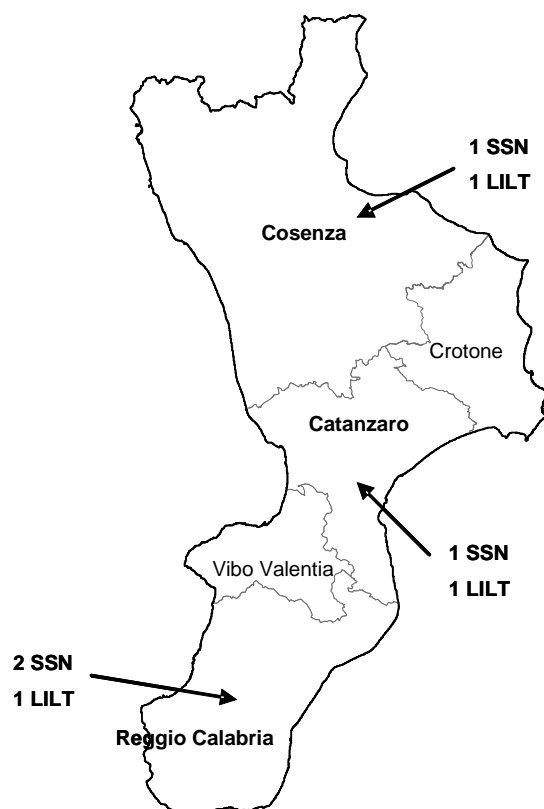 1 SSN
1 LILT
Cosenza
Crotone
Catanzaro
1 SSN
1 LILT
Vibo Valentia
2 SSN
1 LILT
Reggio Calabria